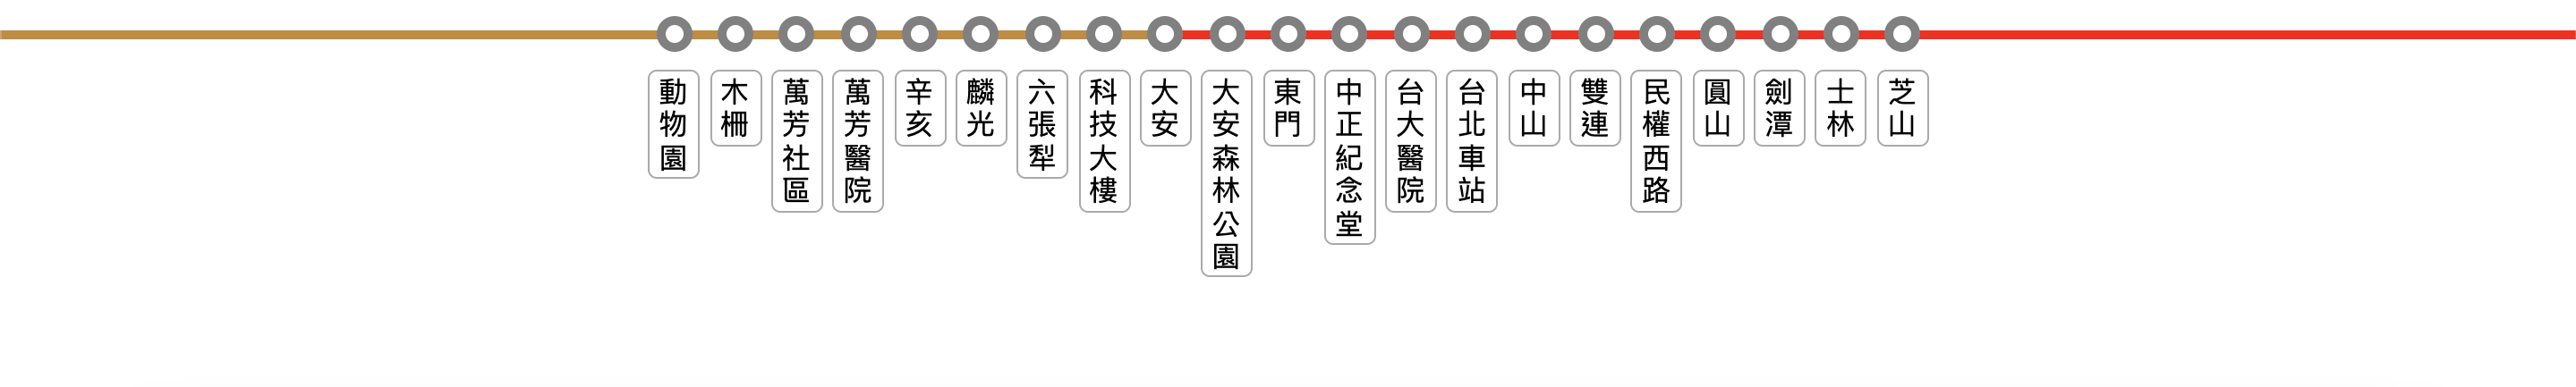 動物園
木柵
萬芳社區
萬芳醫院
辛亥
麟光
六張犁
科技大樓
大安
大安森林公園
東門
中正紀念堂
台大醫院
台北車站
中山
雙連
民權西路
圓山
劍潭
士林
芝山